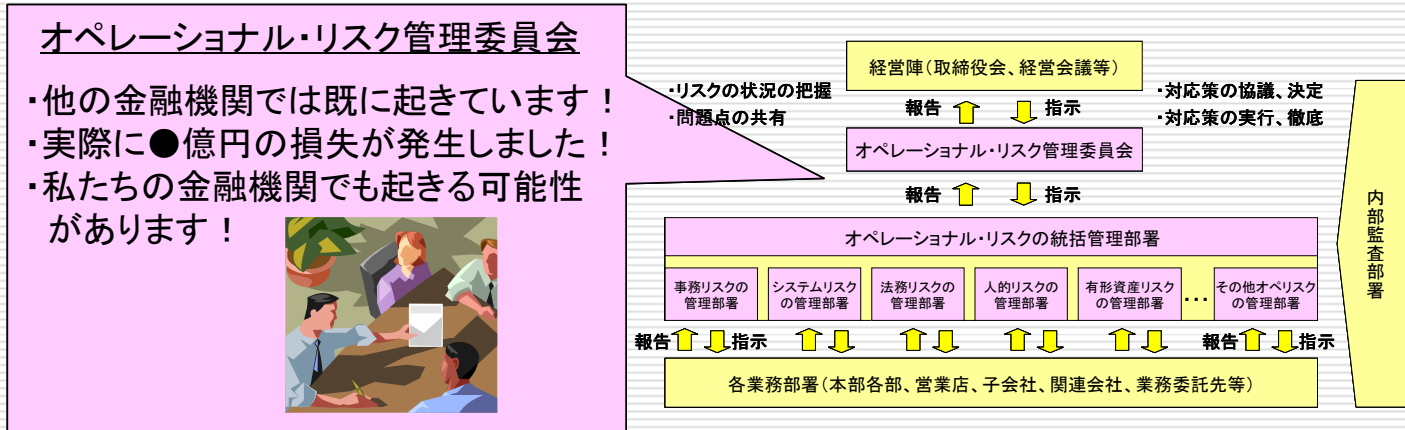 オペレーショナル・リスク管理委員会
・他の金融機関では既に起きています！
・実際に●億円の損失が発生しました！
・私たちの金融機関でも起きる可能性
があります！
経営陣（取締役会、経営会議等）
・リスクの状況の把握
・問題点の共有
報告
指示
・対応策の協議、決定
・対応策の実行、徹底
オペレーショナル・リスク管理委員会
報告
指示
オペレーショナル・リスクの統括管理部署
事務リスクの
管理部署
システムリスク
の管理部署
法務リスクの
管理部署
人的リスクの
管理部署
有形資産リスク
の管理部署
・・・
その他オペリスク
の管理部署
報告
指示
報告
指示
各業務部署（本部各部、営業店、子会社、関連会社、業務委託先等）
内部監査部署